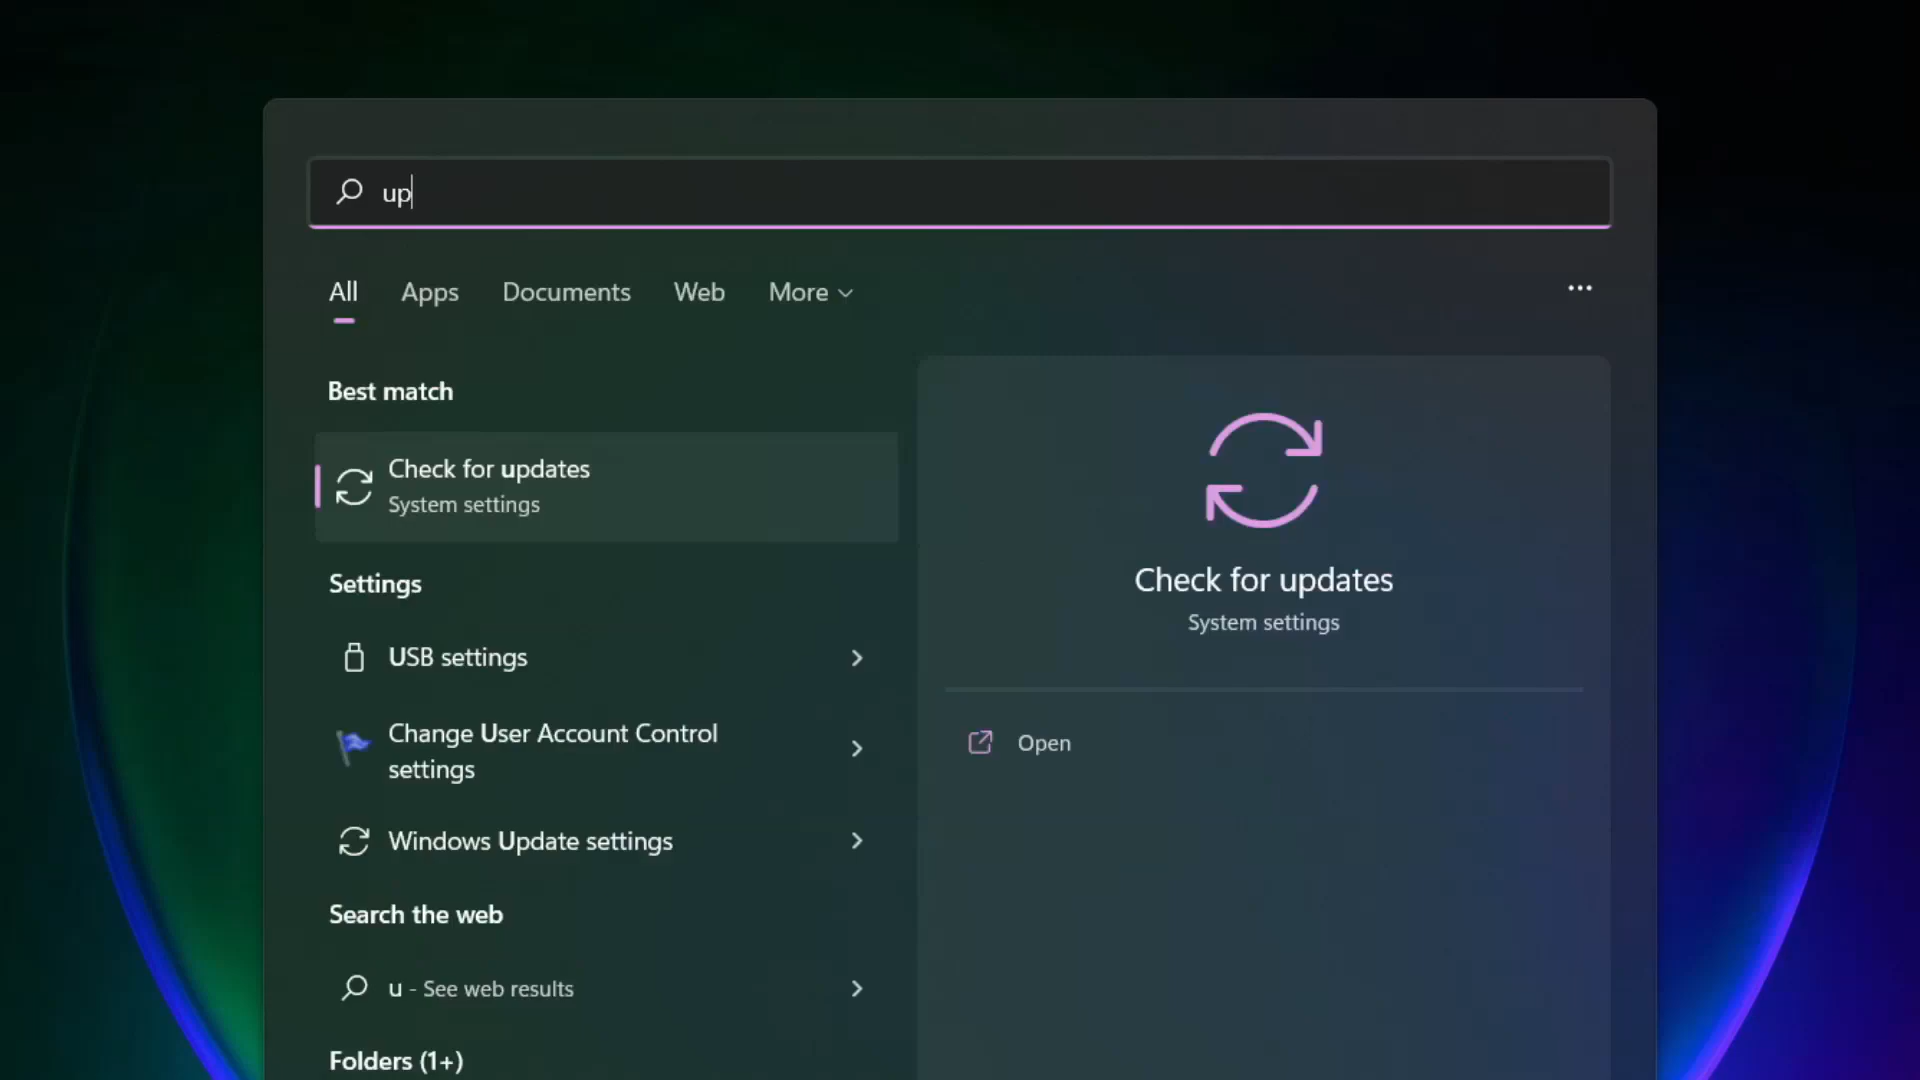 up
All
Apps
Documents
Web
More
Best match
Check for updates
System settings
Settings
USB settings
Change User Account Control
settings
Windows Update settings
Search the web
u - See web results
Folders (1+)
Check for updates
System settings
Open